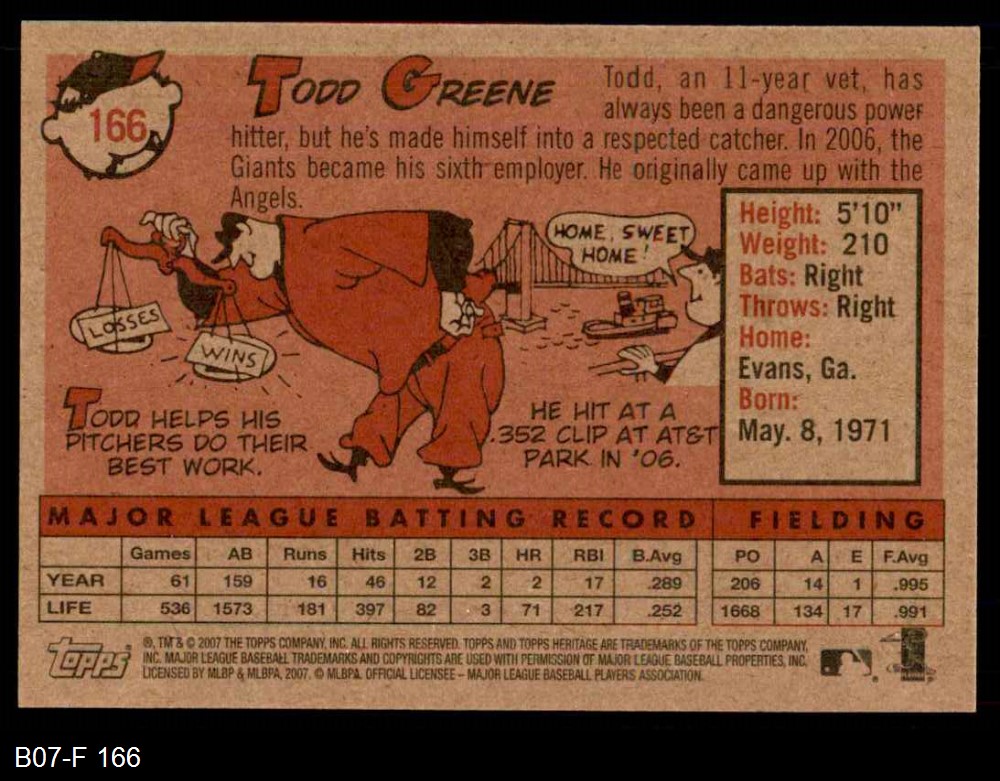 166
TODD GREENE
Todd, an 11-year vet, has
always been a dangerous power
hitter, but he's made himself into a respected catcher. In 2006, the
Giants became his sixth employer. He originally came up with the
Angels.
LOSSES
WINS
HOME, SWEET
HOME!
TODD HELPS HIS
PITCHERS DO THEIR
BEST WORK.
HE HIT AT A
.352 CLIP AT AT&T
PARK IN '06.
Height: 5'10"
Weight: 210
Bats: Right
Throws: Right
Home:
Evans, Ga.
Born:
May. 8, 1971
MAJOR LEAGUE BATTING RECORD FIELDING
Games AB Runs Hits 2B 3B HR RBI B.Avg PO A E F.Avg
YEAR 61 159 16 46 12 2 2 17 .289 206 14 1 .995
LIFE 536 1573 181 397 82 3 71 217 .252 1668 134 17 .991
Topps
®, TM & © 2007 THE TOPPS COMPANY, INC. ALL RIGHTS RESERVED. TOPPS AND TOPPS HERITAGE ARE TRADEMARKS OF THE TOPPS COMPANY,
INC. MAJOR LEAGUE BASEBALL TRADEMARKS AND COPYRIGHTS ARE USED WITH PERMISSION OF MAJOR LEAGUE BASEBALL PROPERTIES, INC.
LICENSED BY MLBP & MLBPA, 2007. © MLBPA. OFFICIAL LICENSEE – MAJOR LEAGUE BASEBALL PLAYERS ASSOCIATION.
B07-F 166